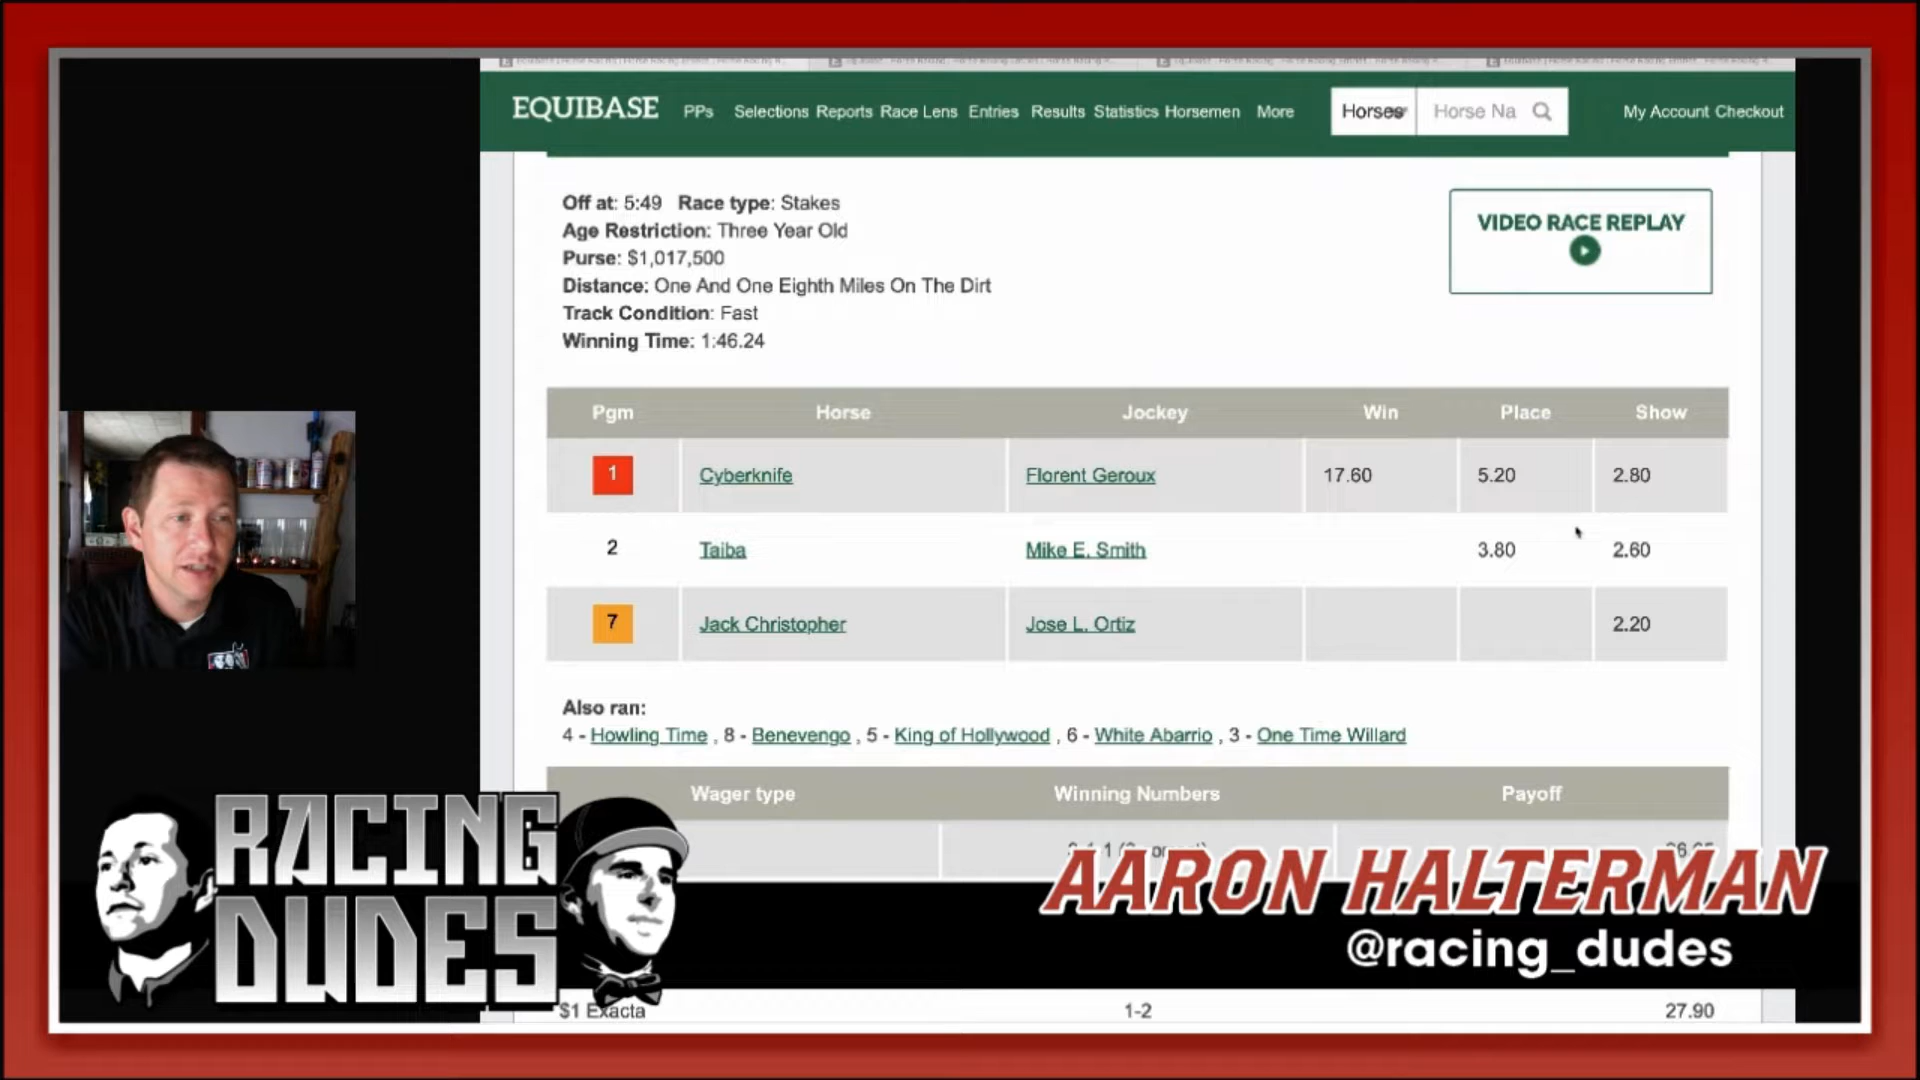 EQUIBASE PPs Selections Reports Race Lens Entries Results Statistics Horsemen More Horses Horse Na My Account Checkout
Off at: 5:49 Race type: Stakes
Age Restriction: Three Year Old
Purse: $1,017,500
Distance: One And One Eighth Miles On The Dirt
Track Condition: Fast
Winning Time: 1:46.24
VIDEO RACE REPLAY
Pgm Horse Jockey Win Place Show
1 Cyberknife Florent Geroux 17.60 5.20 2.80
2 Taiba Mike E. Smith 3.80 2.60
7 Jack Christopher Jose L. Ortiz 2.20
Also ran:
4 - Howling Time , 8 - Benevengo , 5 - King of Hollywood , 6 - White Abarrio , 3 - One Time Willard
Wager type Winning Numbers Payoff
RACING
DUDES
AARON HALTERMAN
@racing_dudes
$1 Exacta 1-2 27.90